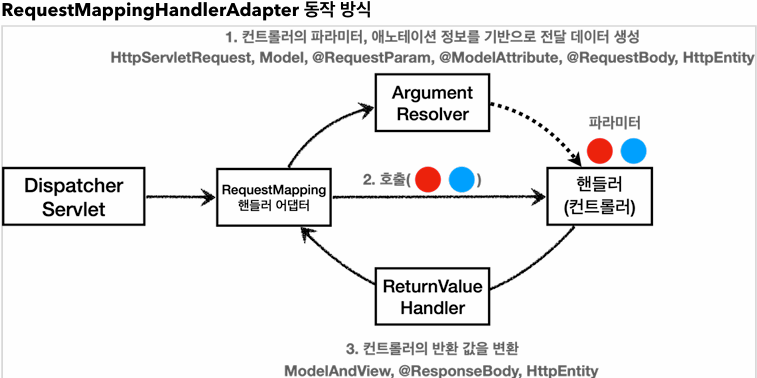 RequestMappingHandlerAdapter 동작 방식
1. 컨트롤러의 파라미터, 애노테이션 정보를 기반으로 전달 데이터 생성
HttpServletRequest, Model, @RequestParam, @ModelAttribute, @RequestBody, HttpEntity
Argument
Resolver
파라미터
Dispatcher
Servlet
RequestMapping
핸들러 어댑터
2. 호출( )
핸들러
(컨트롤러)
ReturnValue
Handler
3. 컨트롤러의 반환 값을 변환
ModelAndView, @ResponseBody, HttpEntity